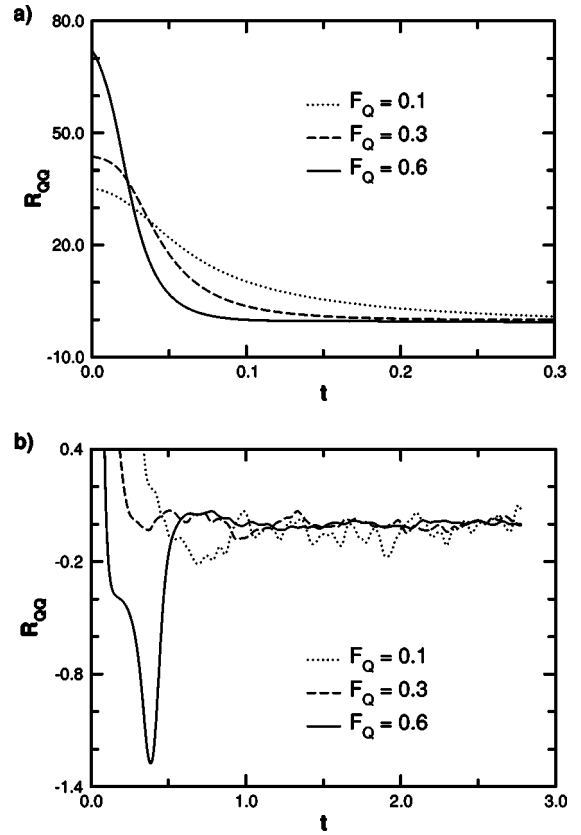 a)
80.0
50.0
20.0
-10.0
R_QQ
F_Q = 0.1
F_Q = 0.3
F_Q = 0.6
0.0
0.1
0.2
0.3
t
b)
0.4
-0.2
-0.8
-1.4
R_QQ
F_Q = 0.1
F_Q = 0.3
F_Q = 0.6
0.0
1.0
2.0
3.0
t